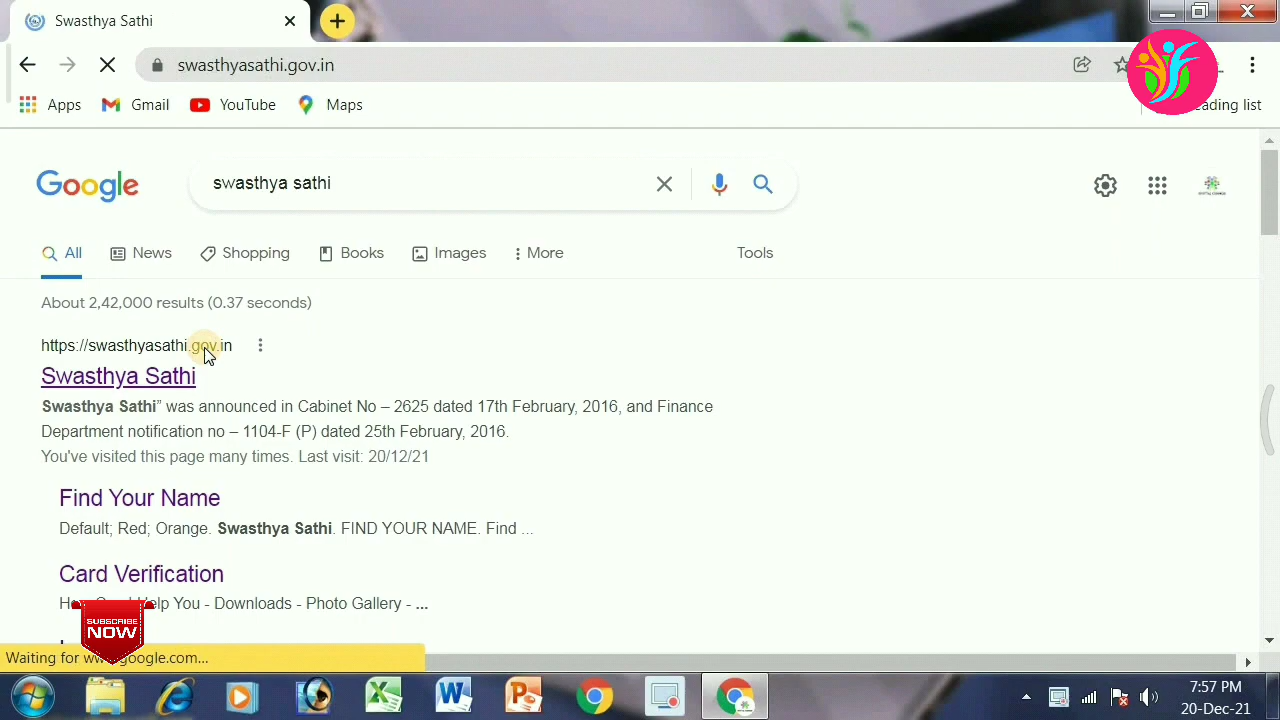 Swasthya Sathi
swasthyasathi.gov.in
Apps Gmail YouTube Maps
ading list
Google swasthya sathi
All News Shopping Books Images More Tools
About 2,42,000 results (0.37 seconds)
https://swasthyasathi.gov.in
Swasthya Sathi
Swasthya Sathi” was announced in Cabinet No – 2625 dated 17th February, 2016, and Finance
Department notification no – 1104-F (P) dated 25th February, 2016.
You've visited this page many times. Last visit: 20/12/21
Find Your Name
Default; Red; Orange. Swasthya Sathi. FIND YOUR NAME. Find ...
Card Verification
Help You - Downloads - Photo Gallery - ...
SUBSCRIBE
NOW
Waiting for www.google.com...
7:57 PM
20-Dec-21